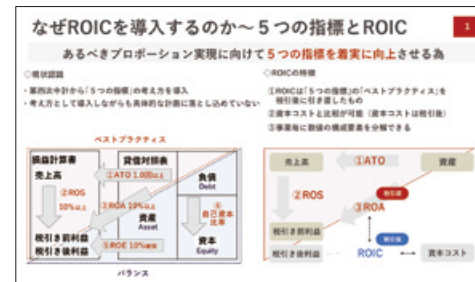 なぜROICを導入するのか～５つの指標とROIC
1
あるべきプロポーション実現に向けて５つの指標を着実に向上させる為
◇現状認識
・第四次中計から「５つの指標」の考え方を導入
・考え方として導入しながらも具体的な計画に落とし込めていない
ベストプラクティス
損益計算書
売上高
②ROS
10%以上
税引き前利益
税引き後利益
貸借対照表
①ATO 1.0回以上
③ROA 10%以上
資産
Asset
⑤ROE 10%
負債
Debt
④
自己資本
比率
資本
Equity
バランス
◇ROICの特徴
①ROICは「５つの指標」の「ベストプラクティス」を
税引後に引き直したもの
②資本コストと比較が可能（資本コストは税引後）
③事業毎に数値の構成要素を分解できる
売上高
①ATO
資産
②ROS
税引前
③ROA
税引き前利益
税引後
税引き後利益
ROIC
資本コスト